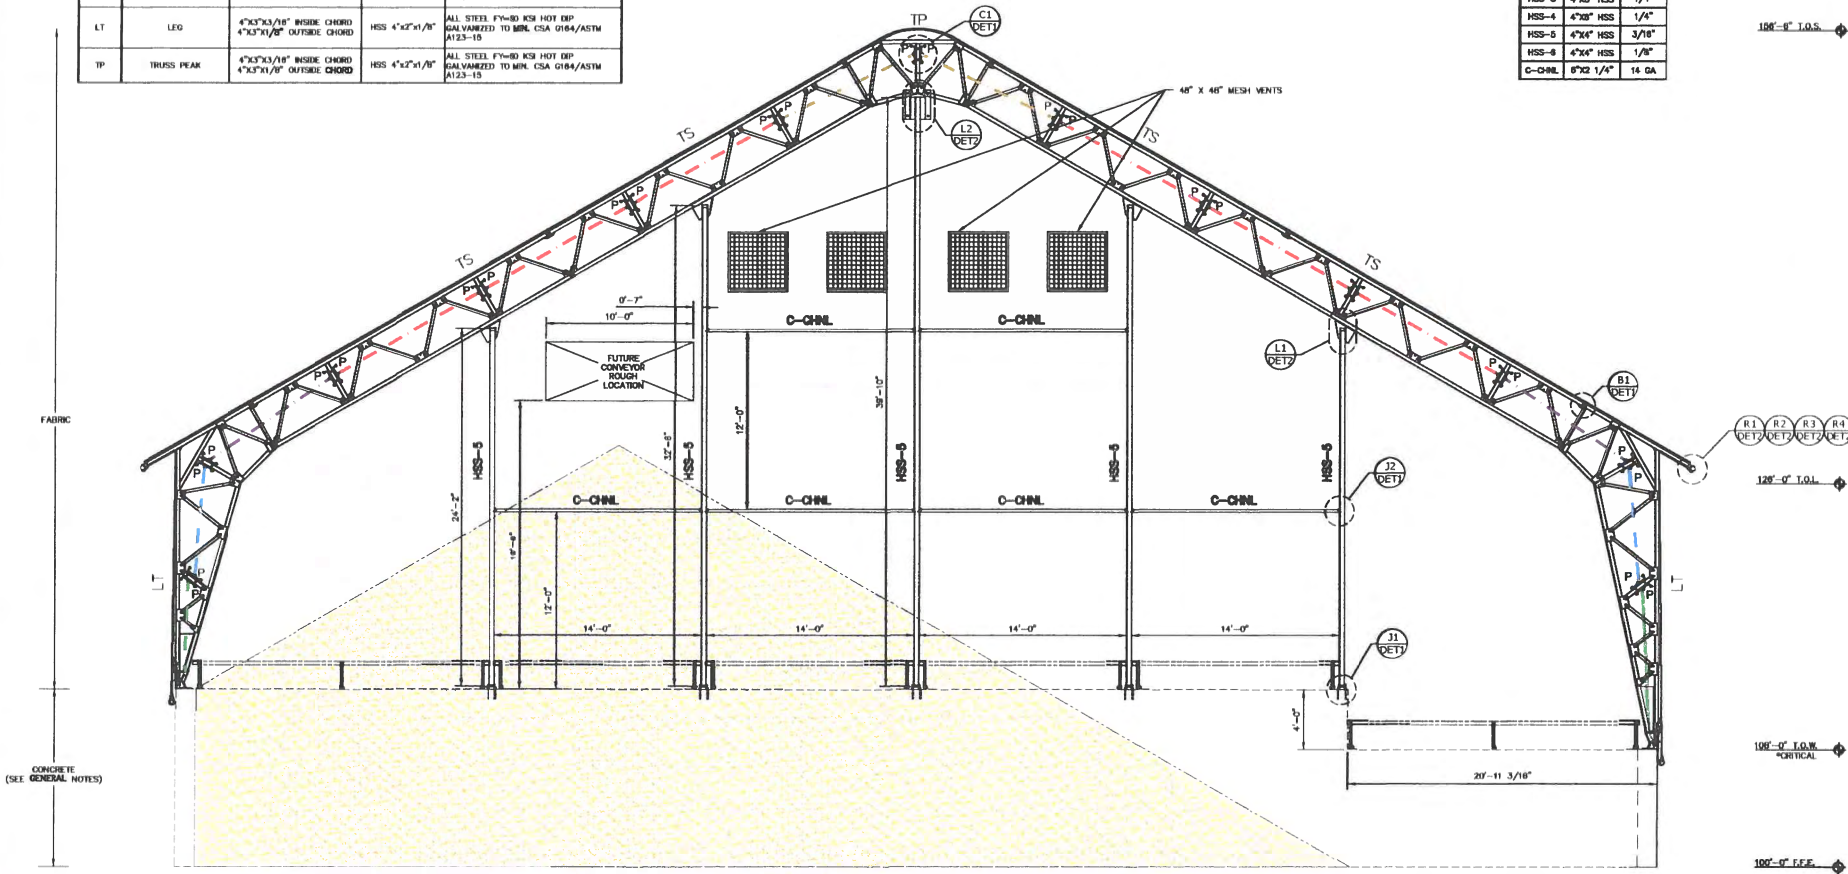 LT LEG 4"X3"X3/16" INSIDE CHORD 4"X3"X1/8" OUTSIDE CHORD HSS 4"x2"x1/8" ALL STEEL FY=50 KSI HOT DIP GALVANIZED TO MIN. CSA G164/ASTM A123-15
TP TRUSS PEAK 4"X3"X3/16" INSIDE CHORD 4"X3"X1/8" OUTSIDE CHORD HSS 4"x2"x1/8" ALL STEEL FY=50 KSI HOT DIP GALVANIZED TO MIN. CSA G164/ASTM A123-15
HSS-4 4"X6" HSS 1/4"
HSS-5 4"X4" HSS 3/16"
HSS-6 4"X4" HSS 1/8"
C-CHNL 8"X2 1/4" 14 GA
TP
C1
DET1
156'-6" T.O.S.
48" X 48" MESH VENTS
P P
P P
L2
DET2
TS
TS
P P
P P
TS
TS
P P
0'-7"
10'-0"
C-CHNL
C-CHNL
FUTURE
CONVEYOR
ROUGH
LOCATION
L1
DET2
P P
P P
B1
DET1
39'-10"
12'-0"
FABRIC
R1
DET2
R2
DET2
R3
DET2
R4
P P
P P
HSS-5
HSS-5
HSS-5
HSS-5
HSS-5
32'-8"
24'-2"
J2
DET1
126'-0" T.O.L.
C-CHNL
C-CHNL
C-CHNL
C-CHNL
12'-0"
LT
P
P
P
P
LT
14'-0"
14'-0"
14'-0"
14'-0"
J1
DET1
4'-0"
108'-0" T.O.W.
*CRITICAL
CONCRETE
(SEE GENERAL NOTES)
20'-11 3/16"
100'-0" F.F.E.